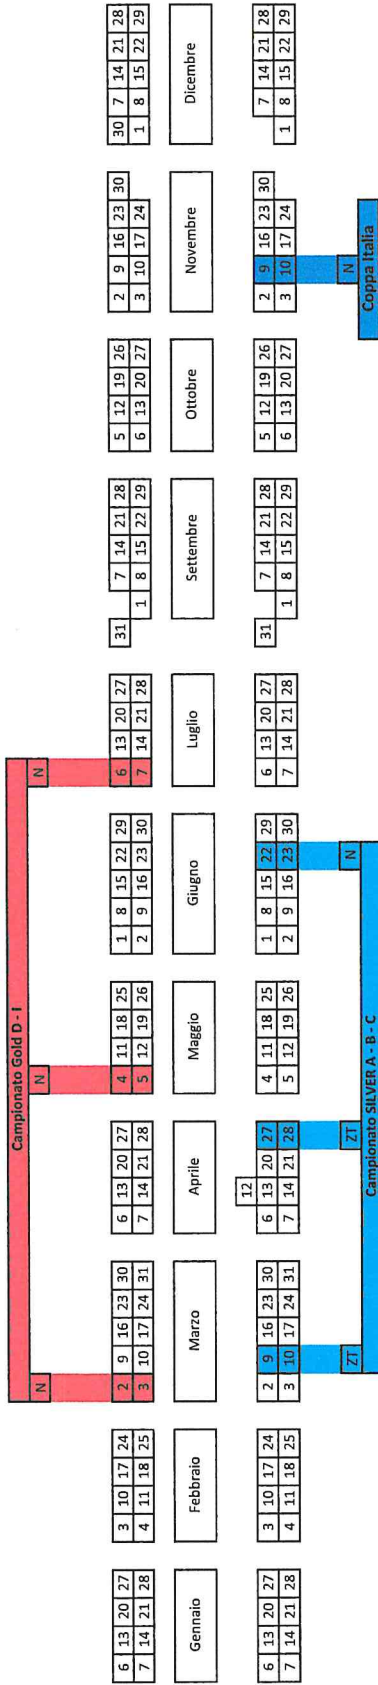 Campionato Gold D - I
N N N
6 13 20 27 3 10 17 24 2 9 16 23 30 6 13 20 27 4 11 18 25 1 8 15 22 29 6 13 20 27 31 7 14 21 28 5 12 19 26 2 9 16 23 30 30 7 14 21 28
7 14 21 28 4 11 18 25 3 10 17 24 31 7 14 21 28 5 12 19 26 2 9 16 23 30 7 14 21 28 1 8 15 22 29 6 13 20 27 3 10 17 24 1 8 15 22 29
Gennaio Febbraio Marzo Aprile Maggio Giugno Luglio Settembre Ottobre Novembre Dicembre
12
6 13 20 27 3 10 17 24 2 9 16 23 30 6 13 20 27 4 11 18 25 1 8 15 22 29 6 13 20 27 31 7 14 21 28 5 12 19 26 2 9 16 23 30 7 14 21 28
7 14 21 28 4 11 18 25 3 10 17 24 31 7 14 21 28 5 12 19 26 2 9 16 23 30 7 14 21 28 1 8 15 22 29 6 13 20 27 3 10 17 24 1 8 15 22 29
ZT ZT N N
Campionato SILVER A - B - C Coppa Italia